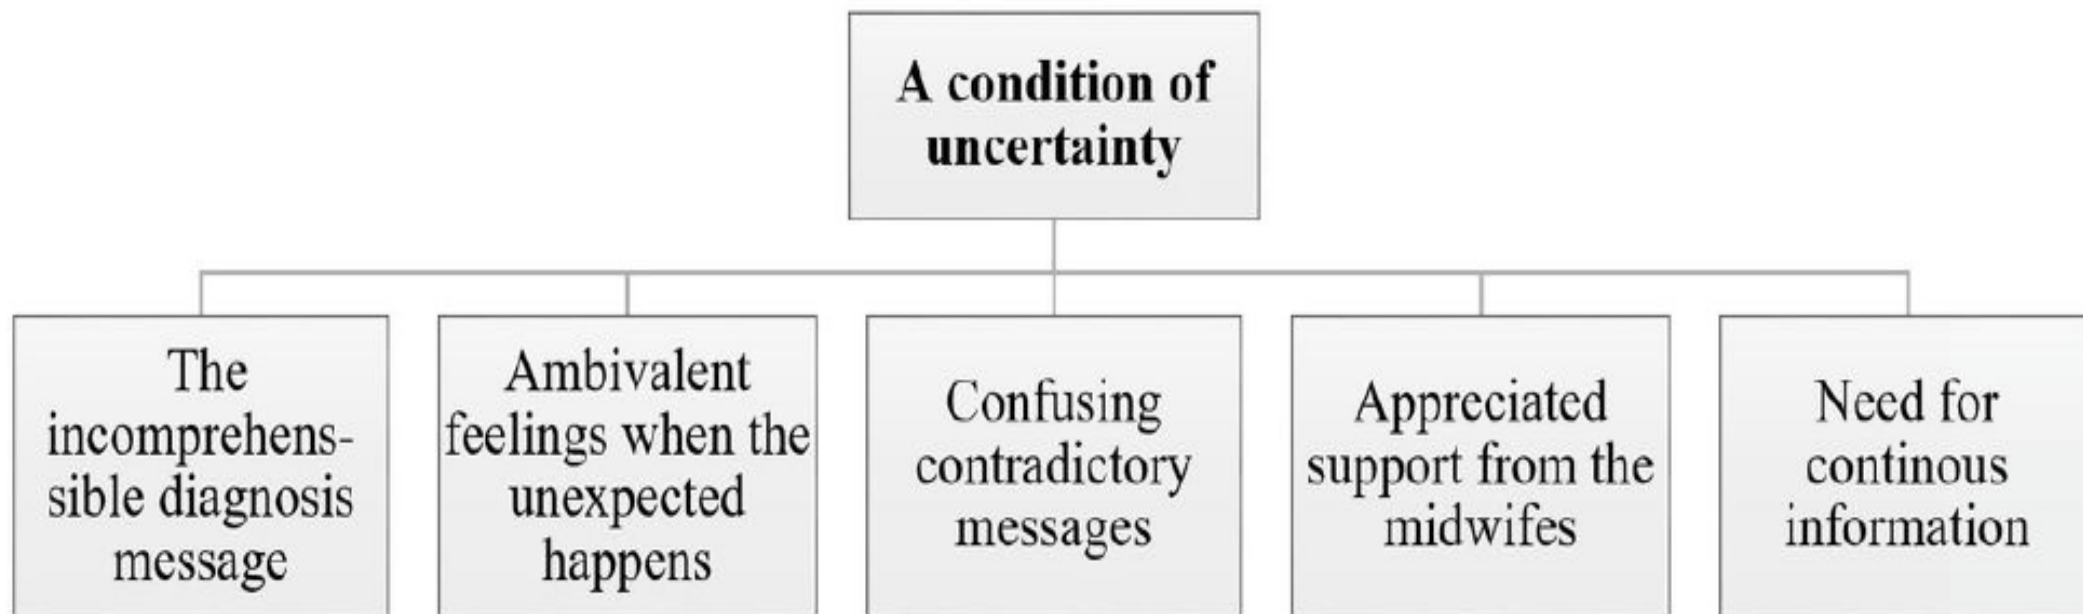 A condition of
uncertainty
The
incomprehens-
sible diagnosis
message
Ambivalent
feelings when the
unexpected
happens
Confusing
contradictory
messages
Appreciated
support from the
midwifes
Need for
continous
information